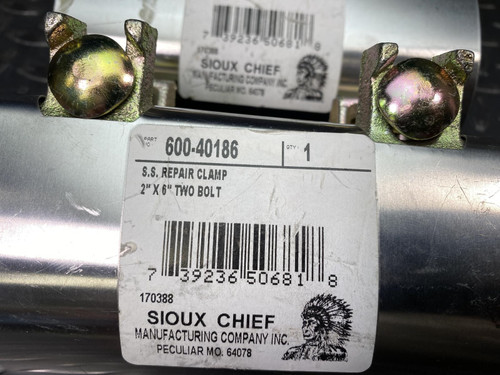 7 39236 50681 8
170388
SIOUX CHIEF
MANUFACTURING COMPANY INC.
PECULIAR MO. 64078
PART NO. 600-40186 QTY 1
S.S. REPAIR CLAMP
2" X 6" TWO BOLT
7 39236 50681 8
170388
SIOUX CHIEF
MANUFACTURING COMPANY INC.
PECULIAR MO. 64078